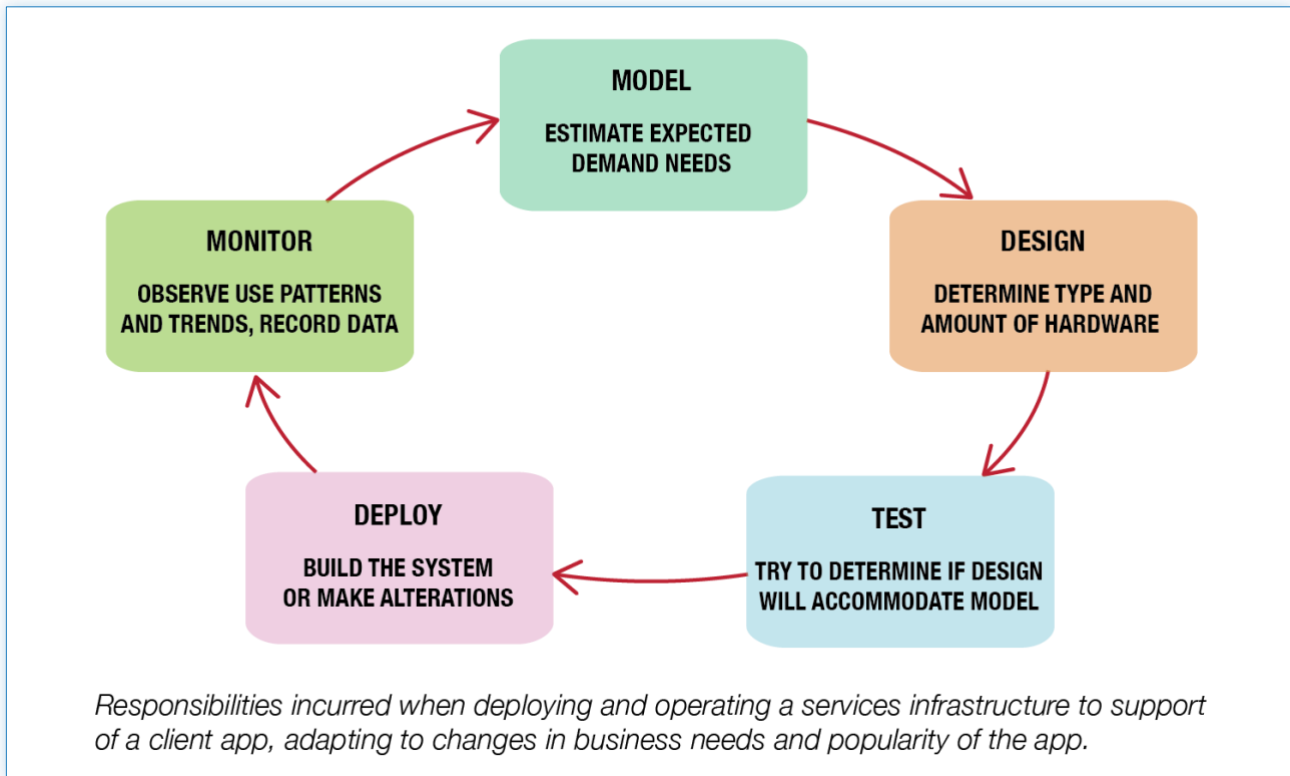 MODEL
ESTIMATE EXPECTED
DEMAND NEEDS
DESIGN
DETERMINE TYPE AND
AMOUNT OF HARDWARE
TEST
TRY TO DETERMINE IF DESIGN
WILL ACCOMMODATE MODEL
DEPLOY
BUILD THE SYSTEM
OR MAKE ALTERATIONS
MONITOR
OBSERVE USE PATTERNS
AND TRENDS, RECORD DATA
Responsibilities incurred when deploying and operating a services infrastructure to support
of a client app, adapting to changes in business needs and popularity of the app.